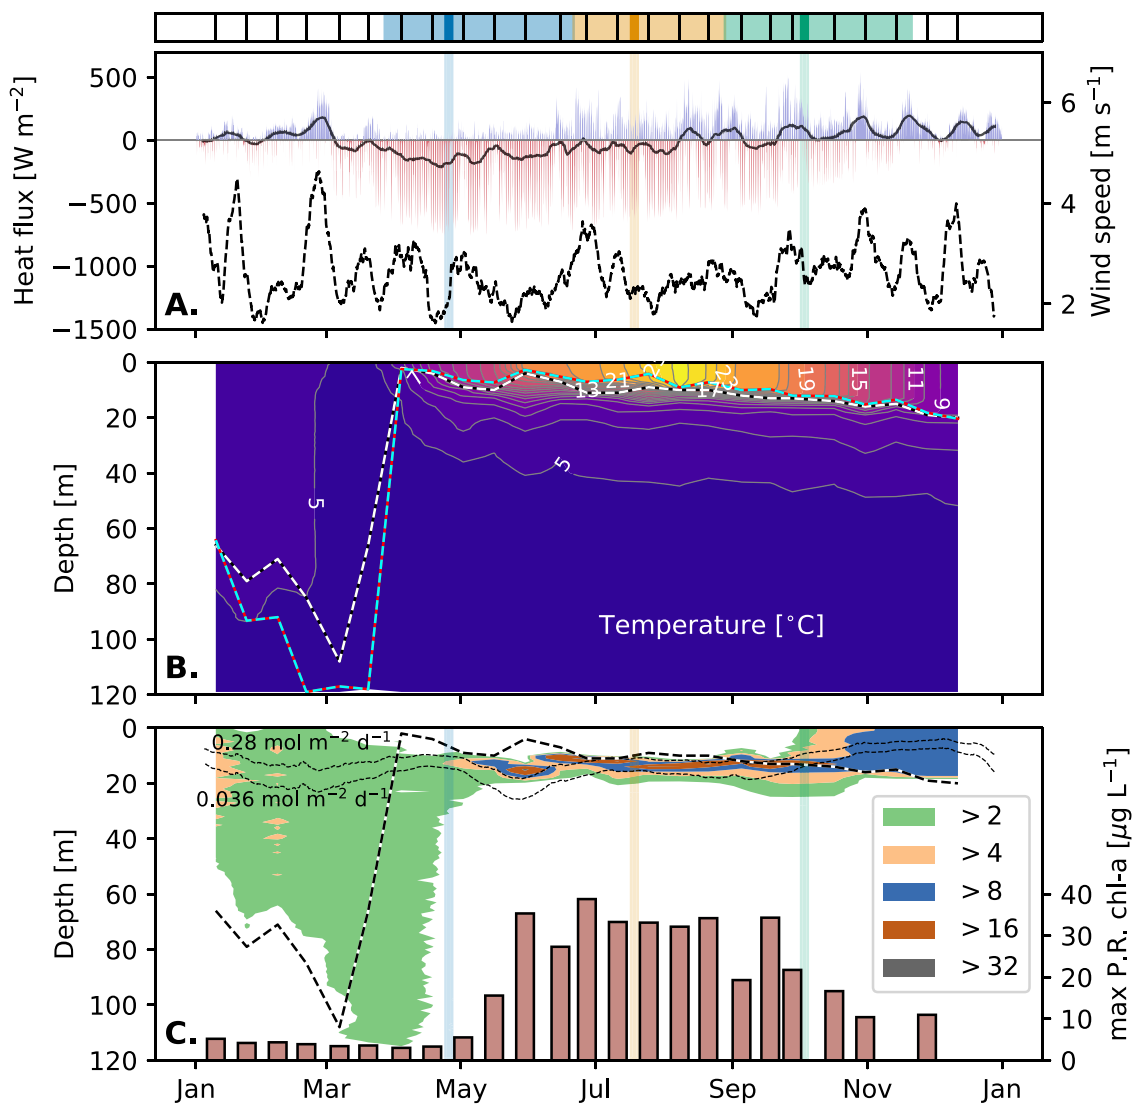 500
0
−500
−1000
−1500
Heat flux [W m⁻²]
6
4
2
Wind speed [m s⁻¹]
A.
0
20
40
60
80
100
120
Depth [m]
5
5
7
13
21
17
23
19
15
11
9
Temperature [°C]
B.
0
20
40
60
80
100
120
Depth [m]
0.28 mol m⁻² d⁻¹
0.036 mol m⁻² d⁻¹
> 2
> 4
> 8
> 16
> 32
40
30
20
10
0
max P.R. chl-a [μg L⁻¹]
C.
Jan
Mar
May
Jul
Sep
Nov
Jan